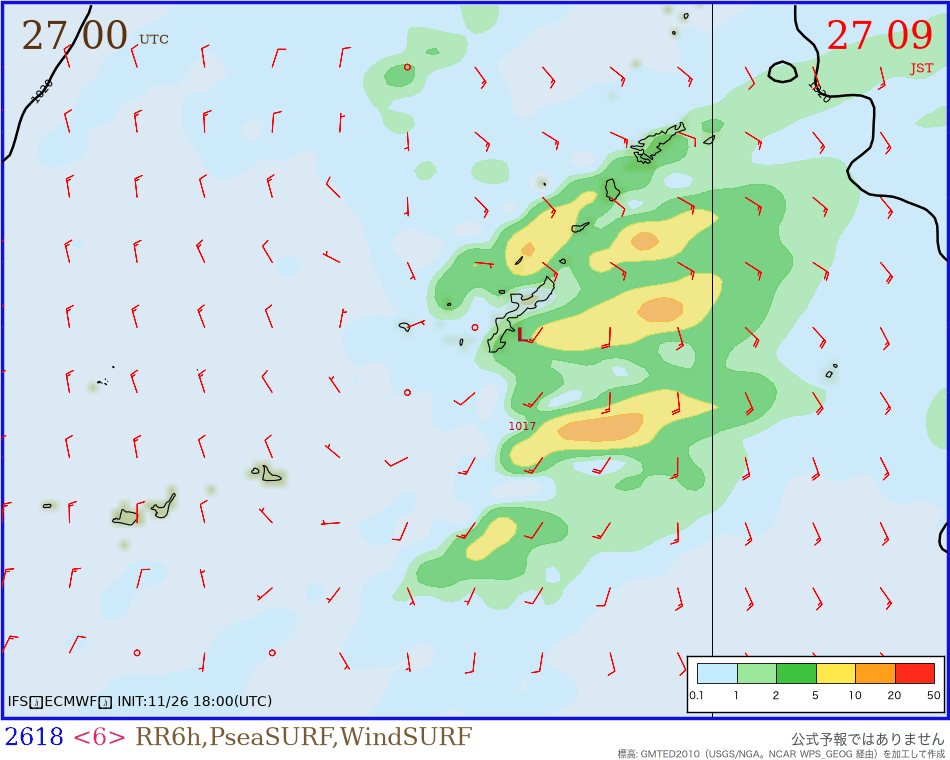 27 00 UTC
27 09
JST
1020
1020
L
1017
IFS ECMWF INIT:11/26 18:00(UTC)
0.1 1 2 5 10 20 50
2618 <6> RR6h,PseaSURF,WindSURF
公式予報ではありません
標高: GMTED2010（USGS/NGA。NCAR WPS_GEOG 経由）を加工して作成